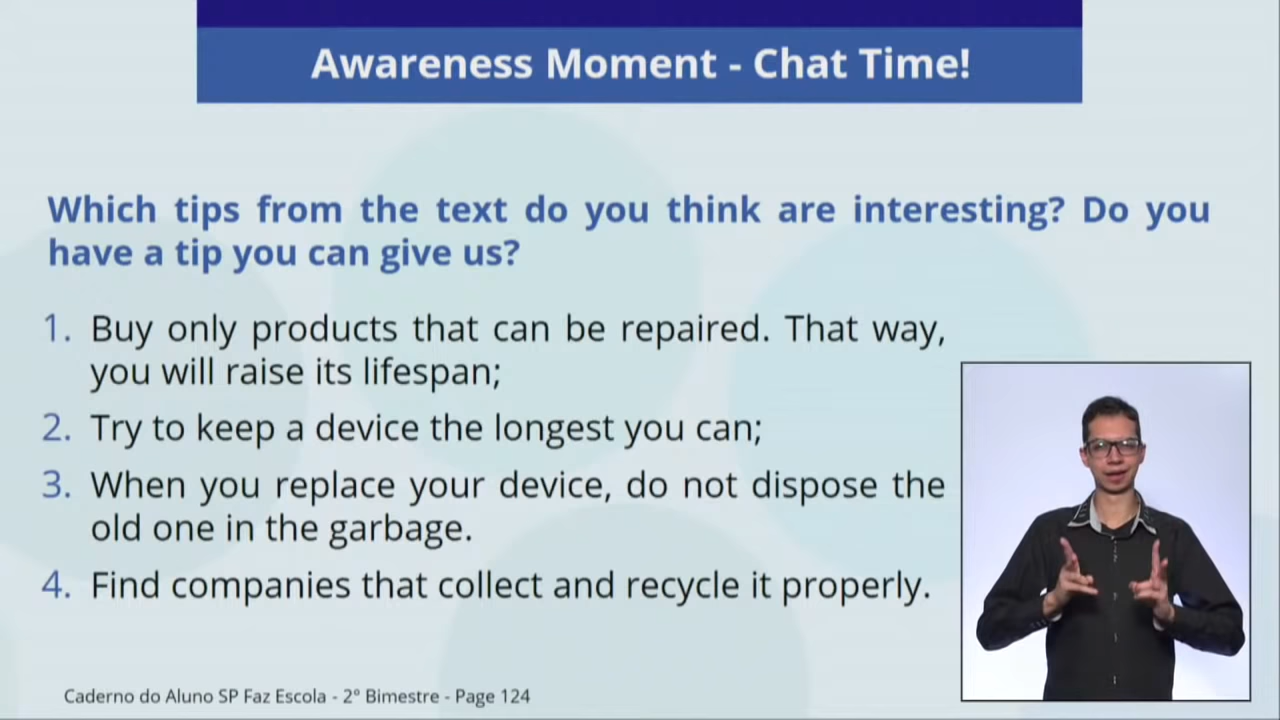 Awareness Moment - Chat Time!
Which tips from the text do you think are interesting? Do you
have a tip you can give us?
1. Buy only products that can be repaired. That way,
you will raise its lifespan;
2. Try to keep a device the longest you can;
3. When you replace your device, do not dispose the
old one in the garbage.
4. Find companies that collect and recycle it properly.
Caderno do Aluno SP Faz Escola - 2º Bimestre - Page 124